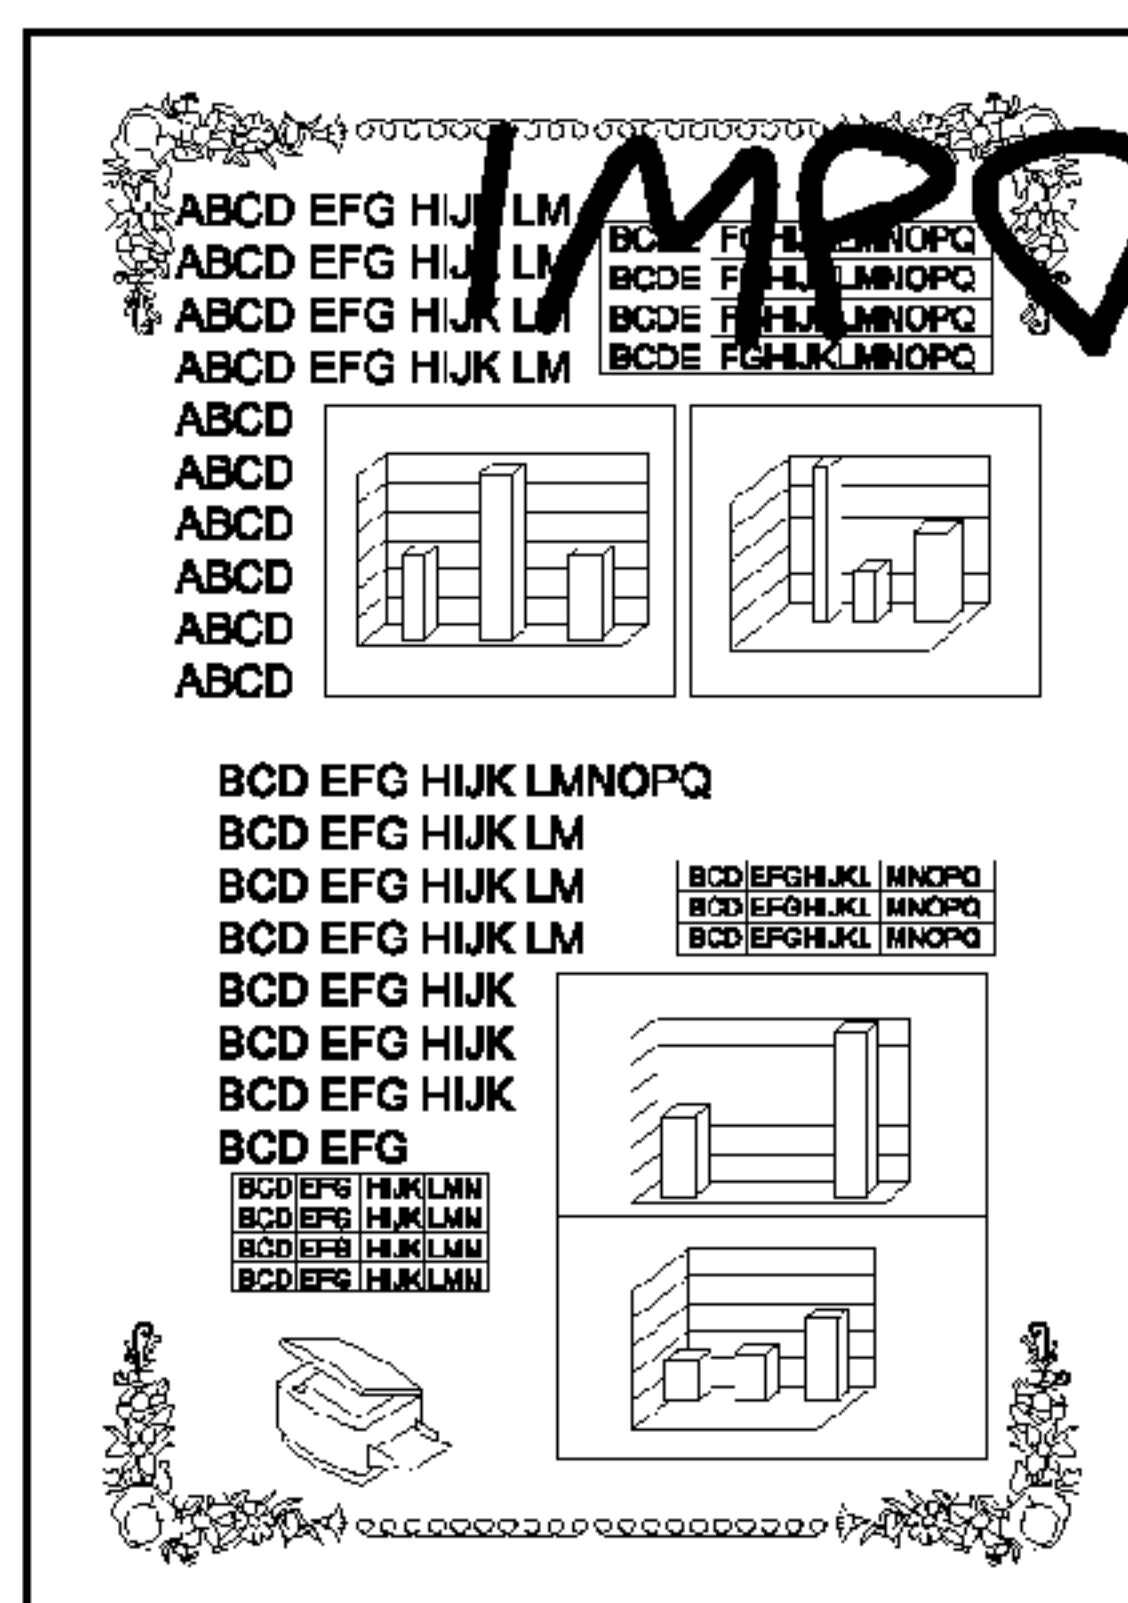 IMPO
ABCD EFG HIJK LM
ABCD EFG HIJK LM
ABCD EFG HIJK LM
ABCD EFG HIJK LM
BCDE FGHIJKLMNOPQ
BCDE FGHIJKLMNOPQ
BCDE FGHIJKLMNOPQ
BCDE FGHIJKLMNOPQ
ABCD
ABCD
ABCD
ABCD
ABCD
ABCD
BCD EFG HIJK LMNOPQ
BCD EFG HIJK LM
BCD EFG HIJK LM
BCD EFG HIJK LM
BCD EFG HIJK
BCD EFG HIJK
BCD EFG HIJK
BCD EFG
BCD EFGHIJKL MNOPQ
BCD EFGHIJKL MNOPQ
BCD EFGHIJKL MNOPQ
BCD EFG HIJK LMN
BCD EFG HIJK LMN
BCD EFG HIJK LMN
BCD EFG HIJK LMN